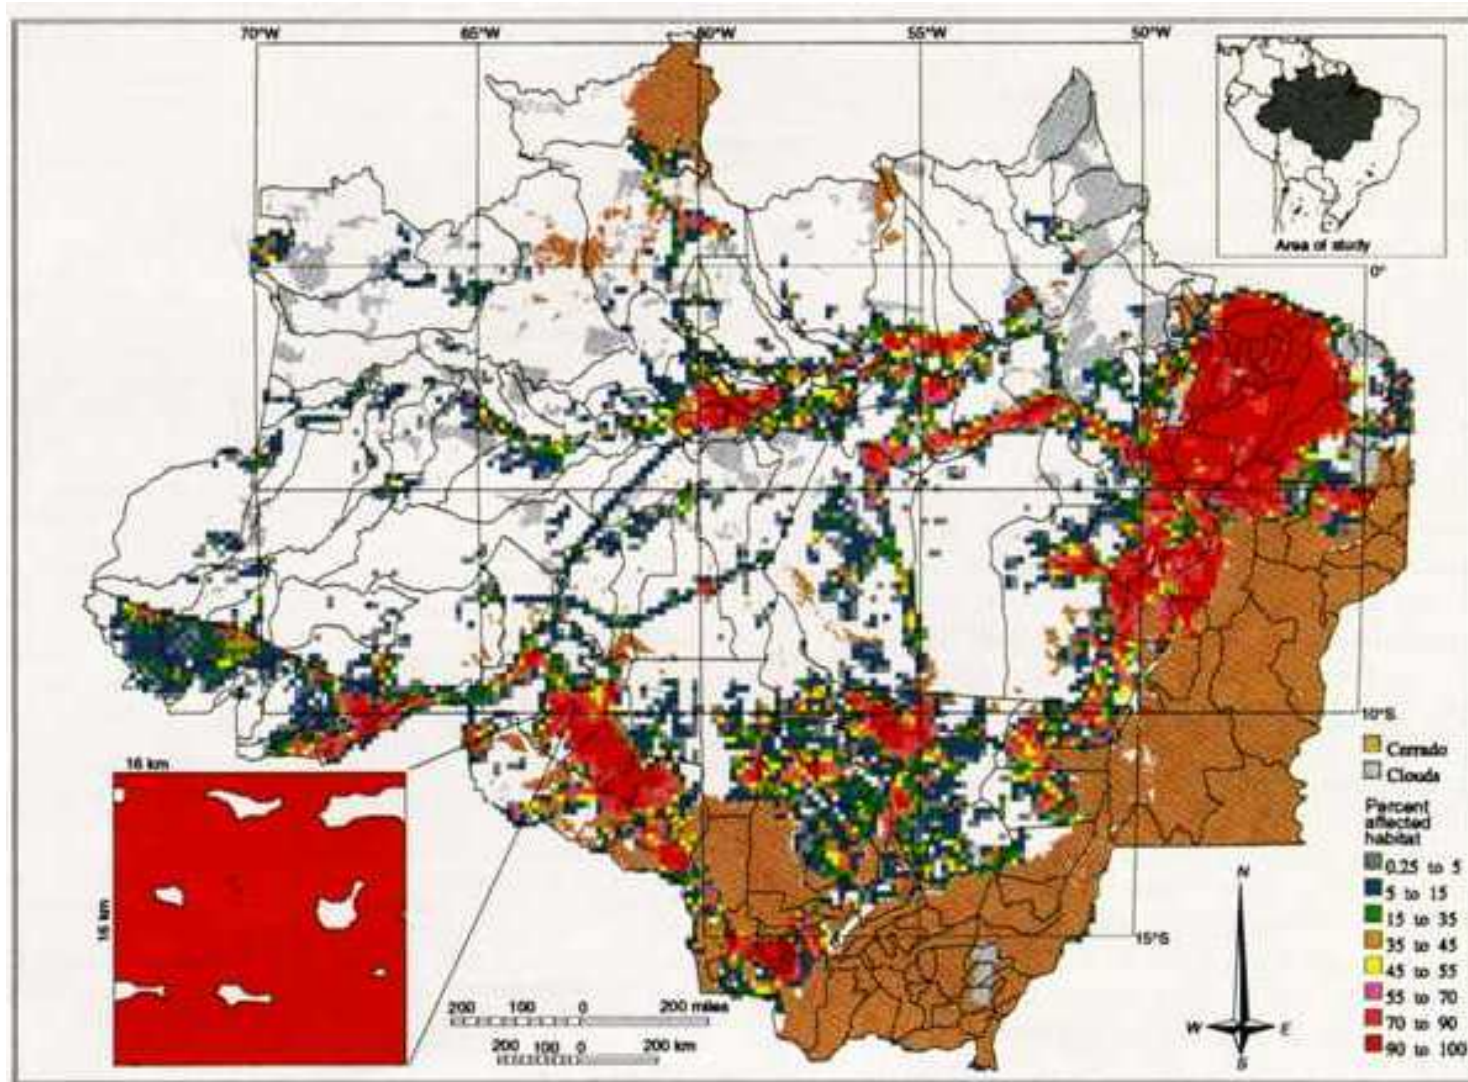 70°W 65°W 60°W 55°W 50°W
Area of study
0°
10°S
Cerrado
Clouds
Percent
affected
habitat
0.25 to 5
5 to 15
15 to 35
35 to 45
45 to 55
55 to 70
70 to 90
90 to 100
15°S
16 km
16 km
200 100 0 200 miles
200 100 0 200 km
N
W E
S